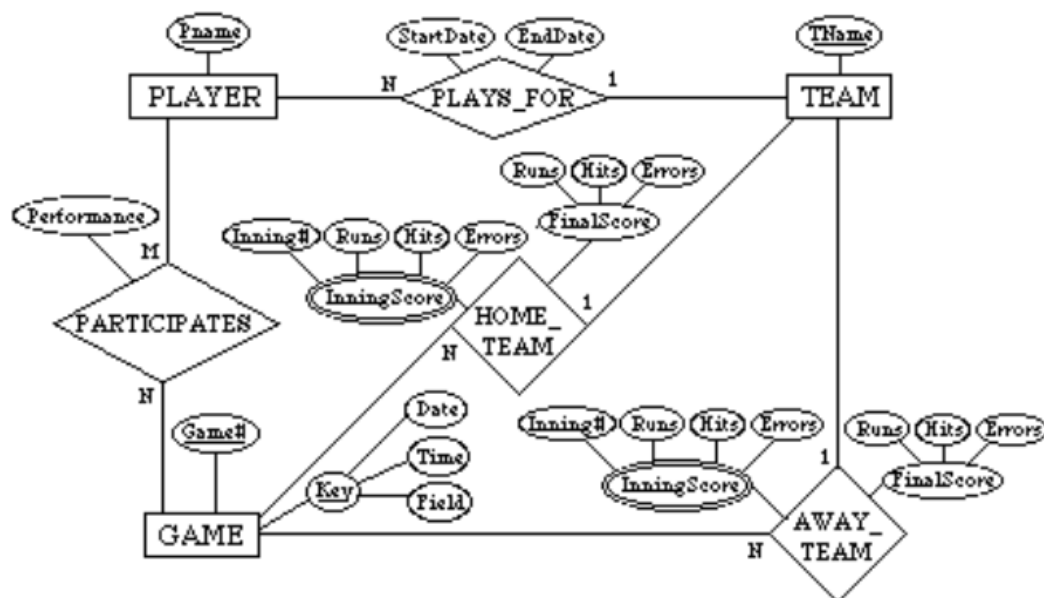 StartDate
EndDate
Pname
TName
PLAYER
N
PLAYS_FOR
1
TEAM
Runs
Hits
Errors
FinalScore
Performance
Inning#
Runs
Hits
Errors
InningScore
M
HOME_
TEAM
1
N
PARTICIPATES
N
Game#
Date
Time
Key
Field
Inning#
Runs
Hits
Errors
InningScore
Runs
Hits
Errors
FinalScore
1
GAME
N
AWAY_
TEAM